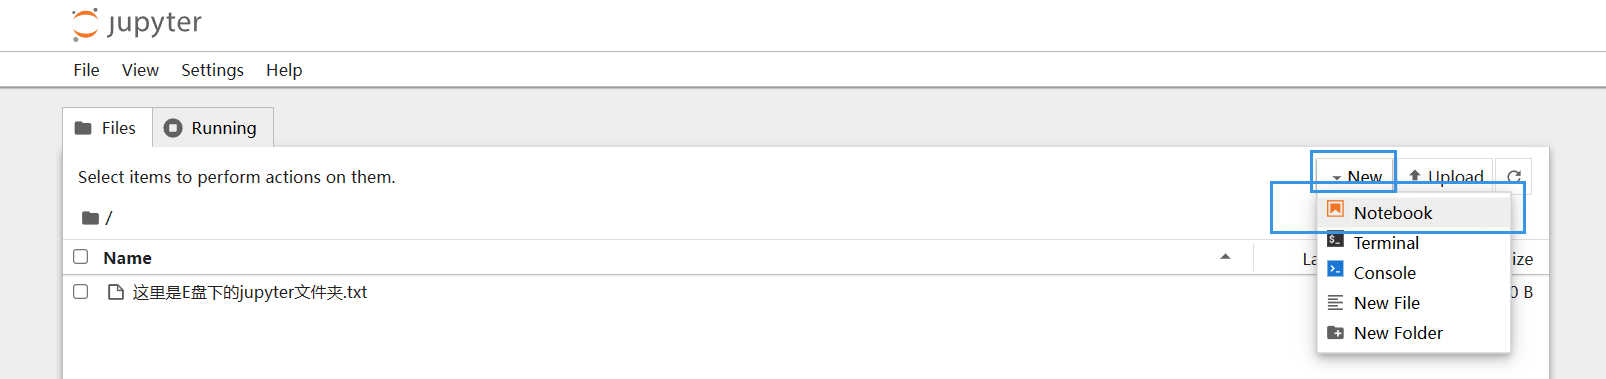 jupyter
File View Settings Help
Files Running
Select items to perform actions on them.
New Upload
/
Notebook
Terminal
Name
Console
这里是E盘下的jupyter文件夹.txt
0 B
New File
New Folder